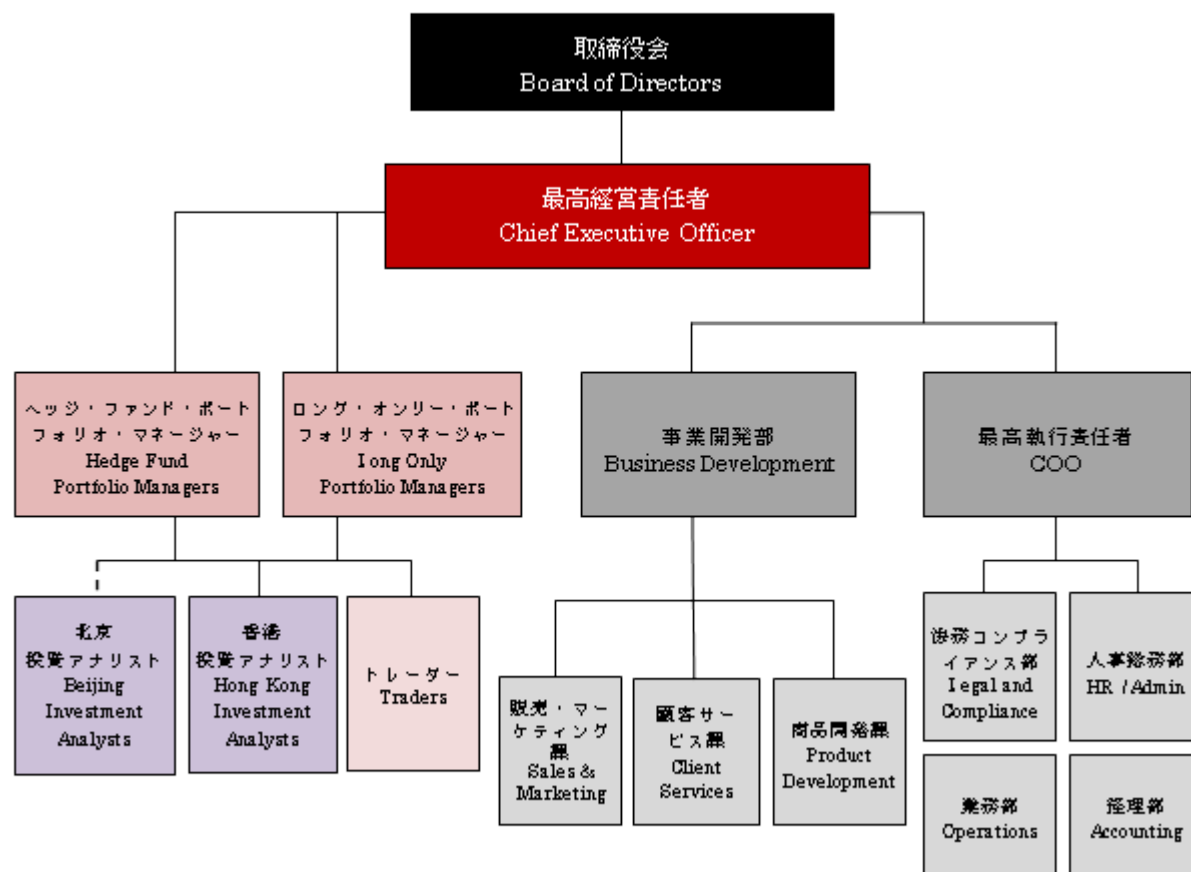 取締役会
Board of Directors
最高経営責任者
Chief Executive Officer
ヘッジ・ファンド・ポート
フォリオ・マネージャー
Hedge Fund
Portfolio Managers
ロング・オンリー・ポート
フォリオ・マネージャー
Long Only
Portfolio Managers
事業開発部
Business Development
最高執行責任者
COO
北京
投資アナリスト
Beijing
Investment
Analysts
香港
投資アナリスト
Hong Kong
Investment
Analysts
トレーダー
Traders
販売・マー
ケティング
課
Sales &
Marketing
顧客サー
ビス課
Client
Services
商品開発課
Product
Development
法務コンプラ
イアンス部
Legal and
Compliance
人事総務部
HR / Admin
業務部
Operations
経理部
Accounting